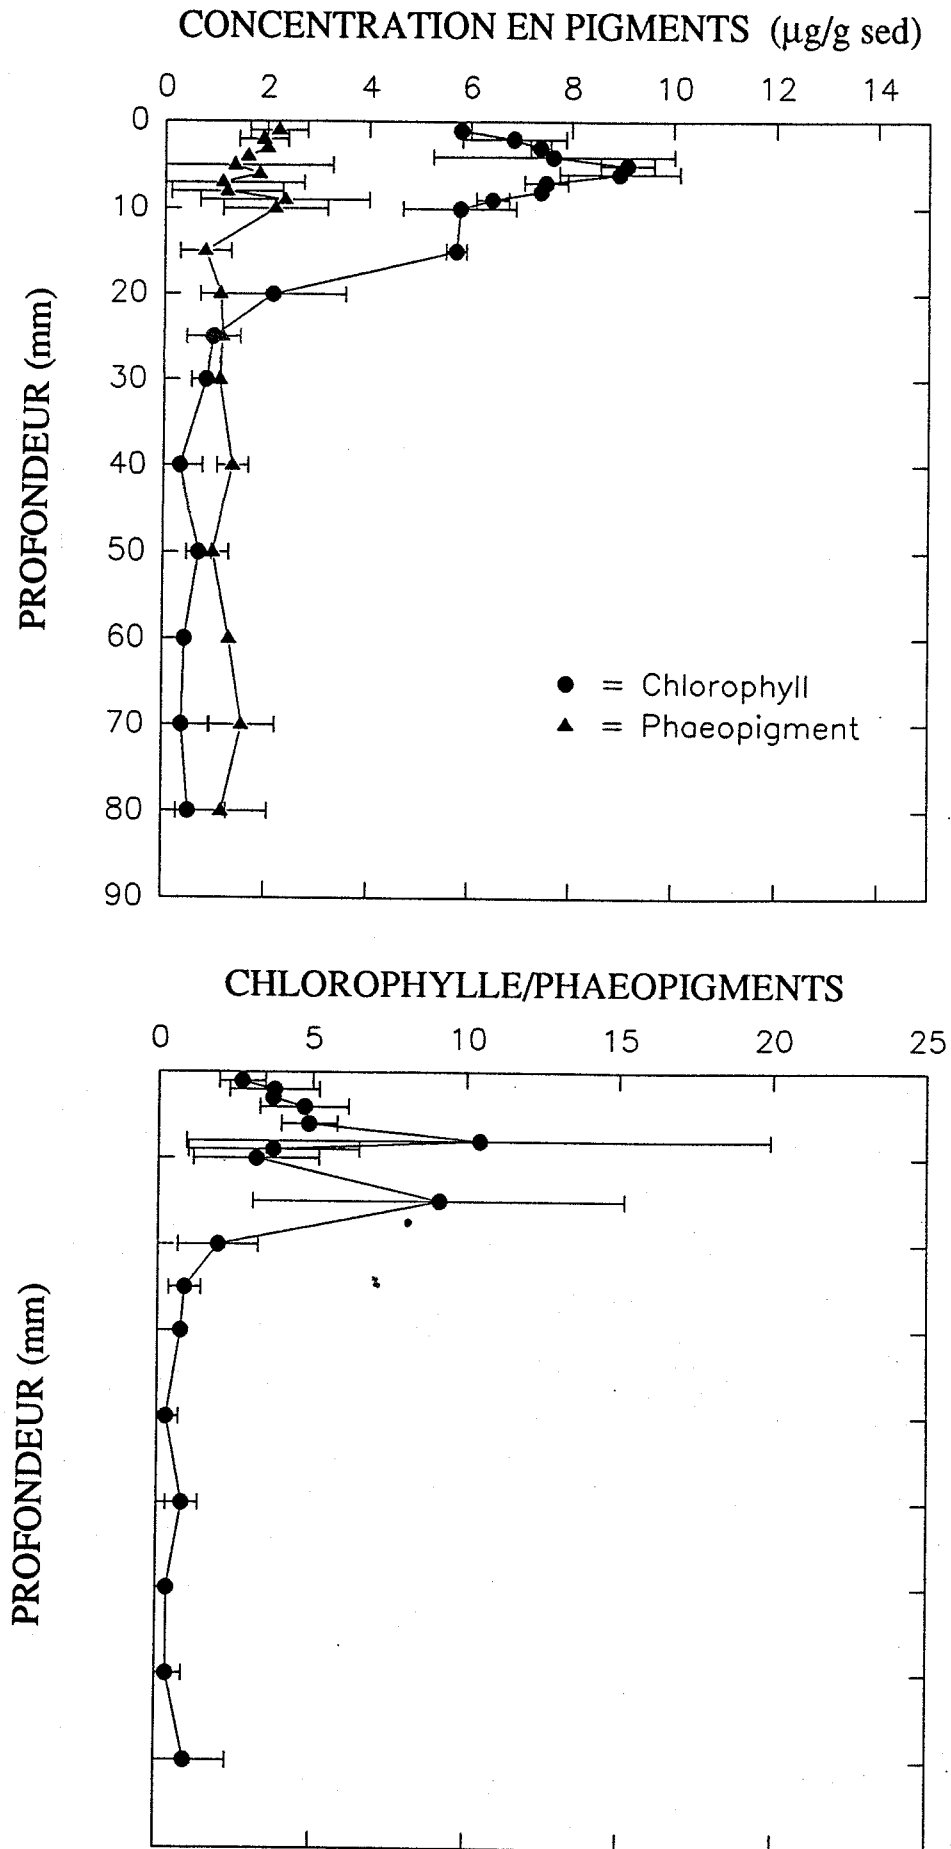 CONCENTRATION EN PIGMENTS (µg/g sed)
0 2 4 6 8 10 12 14
0
10
20
30
40
50
60
70
80
90
PROFONDEUR (mm)
● = Chlorophyll
▲ = Phaeopigment
CHLOROPHYLLE/PHAEOPIGMENTS
0 5 10 15 20 25
PROFONDEUR (mm)